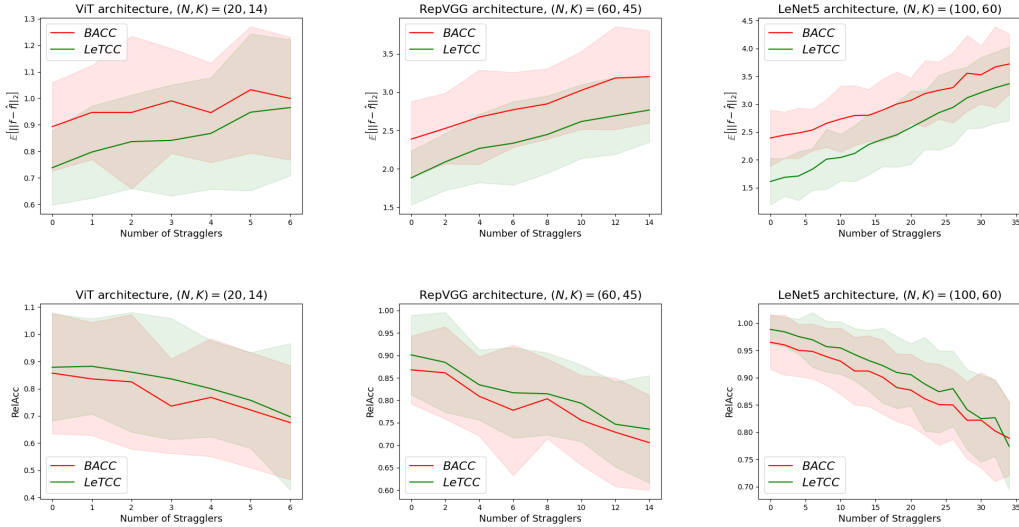 ViT architecture, (N, K) = (20, 14)
𝔼[||f − f̂||₂]
1.3
1.2
1.1
1.0
0.9
0.8
0.7
0.6
BACC
LeTCC
0 1 2 3 4 5 6
Number of Stragglers
RepVGG architecture, (N, K) = (60, 45)
𝔼[||f − f̂||₂]
3.5
3.0
2.5
2.0
1.5
BACC
LeTCC
0 2 4 6 8 10 12 14
Number of Stragglers
LeNet5 architecture, (N, K) = (100, 60)
𝔼[||f − f̂||₂]
4.5
4.0
3.5
3.0
2.5
2.0
1.5
BACC
LeTCC
0 5 10 15 20 25 30 35
Number of Stragglers
ViT architecture, (N, K) = (20, 14)
RelAcc
1.1
1.0
0.9
0.8
0.7
0.6
0.5
0.4
BACC
LeTCC
0 1 2 3 4 5 6
Number of Stragglers
RepVGG architecture, (N, K) = (60, 45)
RelAcc
1.00
0.95
0.90
0.85
0.80
0.75
0.70
0.65
0.60
BACC
LeTCC
0 2 4 6 8 10 12 14
Number of Stragglers
LeNet5 architecture, (N, K) = (100, 60)
RelAcc
1.00
0.95
0.90
0.85
0.80
0.75
0.70
BACC
LeTCC
0 5 10 15 20 25 30 35
Number of Stragglers